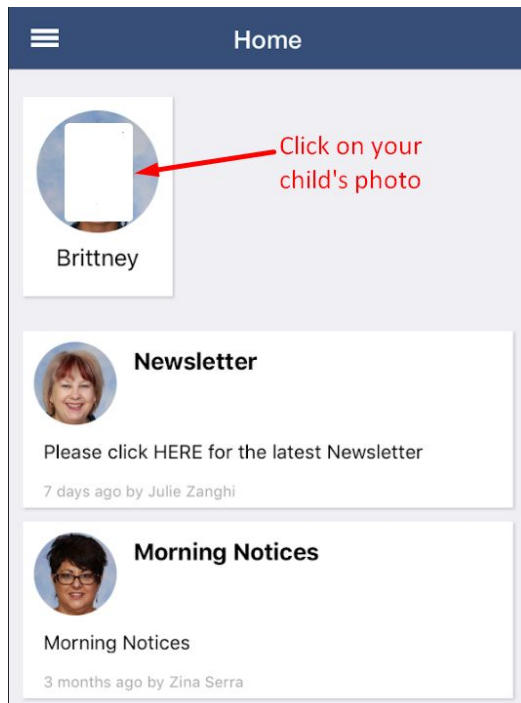 Home
Click on your
child's photo
Brittney
Newsletter
Please click HERE for the latest Newsletter
7 days ago by Julie Zanghi
Morning Notices
Morning Notices
3 months ago by Zina Serra